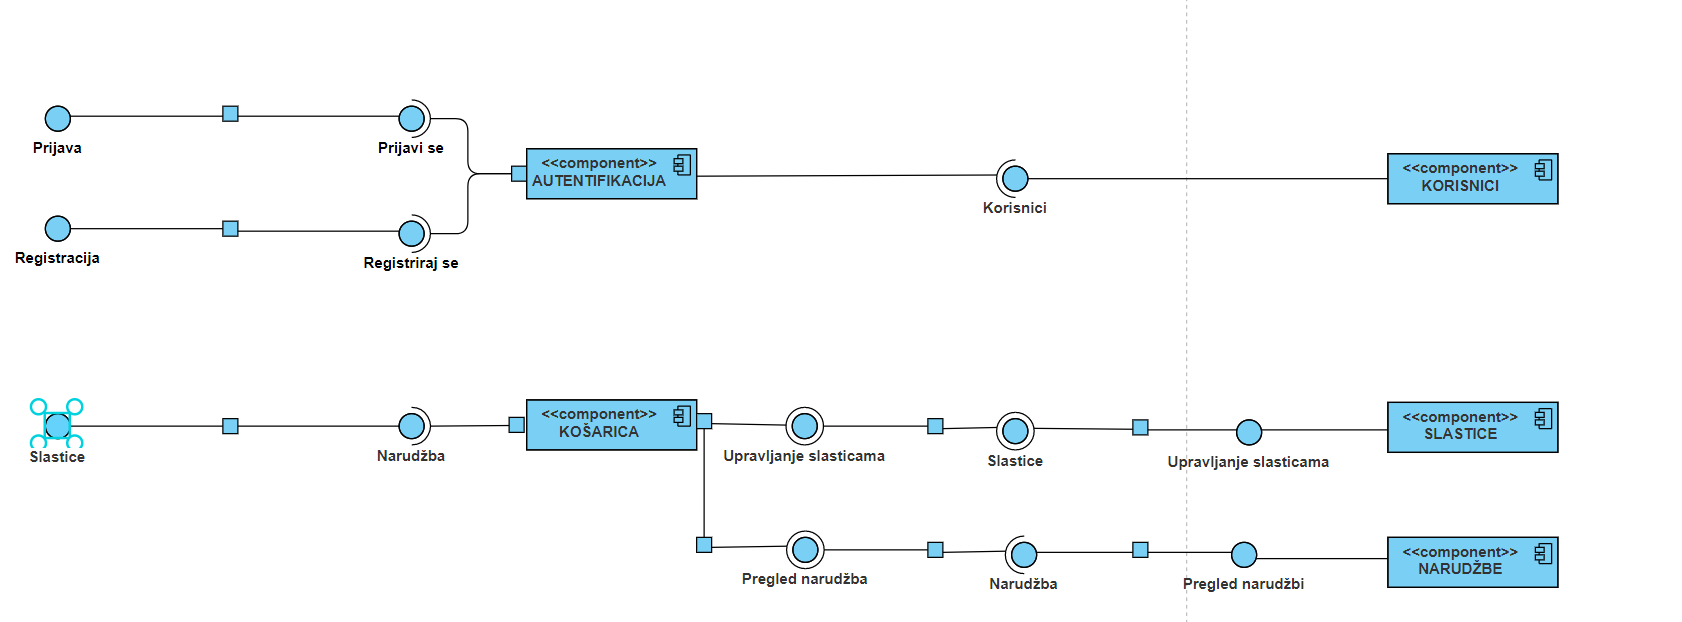 Prijava
Prijavi se
<<component>>
AUTENTIFIKACIJA
<<component>>
KORISNICI
Korisnici
Registracija
Registriraj se
Slastice
Narudžba
<<component>>
KOŠARICA
Upravljanje slasticama
Slastice
Upravljanje slasticama
<<component>>
SLASTICE
Pregled narudžba
Narudžba
Pregled narudžbi
<<component>>
NARUDŽBE